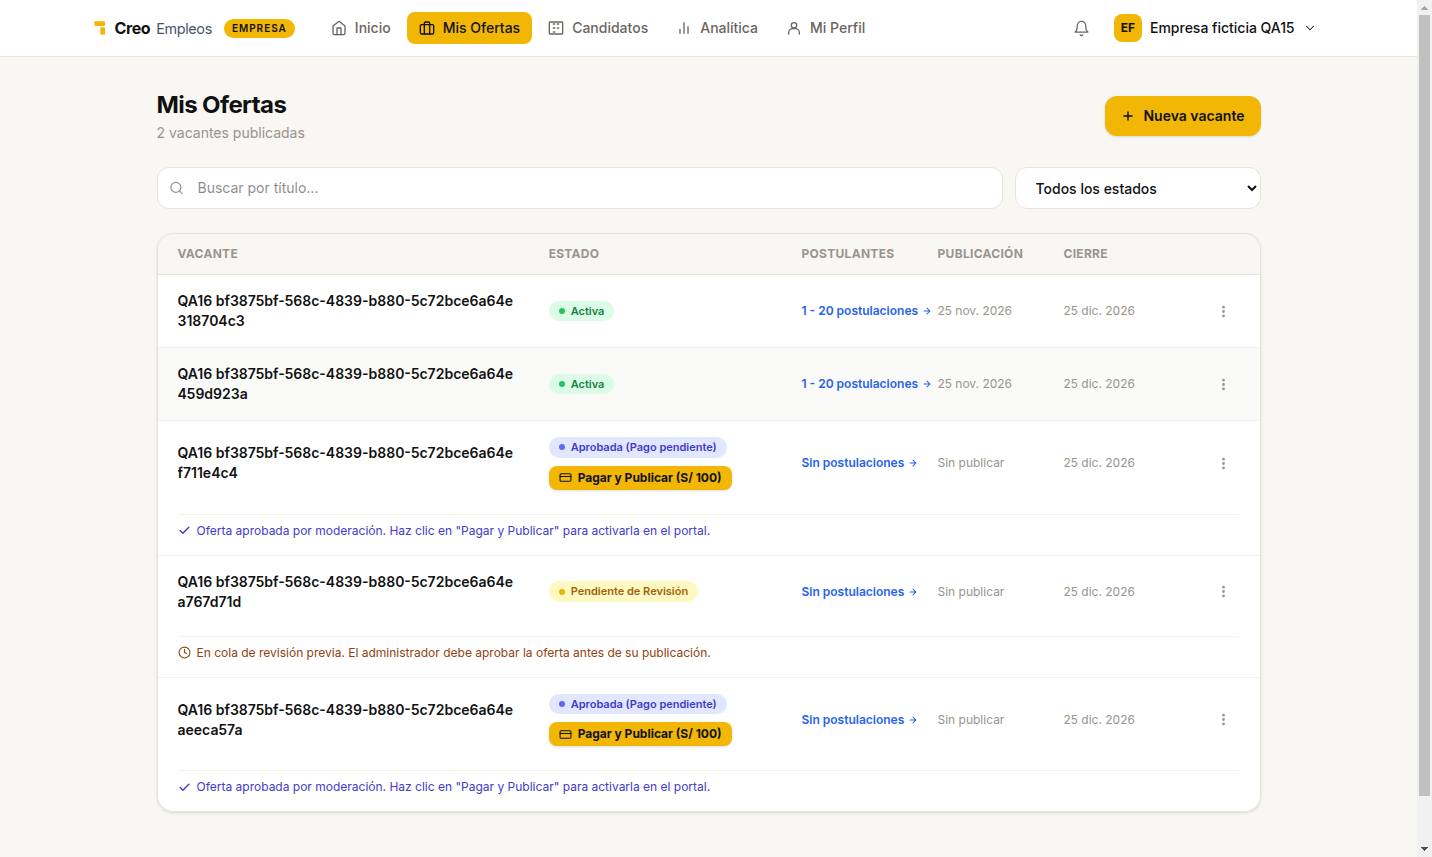 Creo Empleos EMPRESA Inicio Mis Ofertas Candidatos Analítica Mi Perfil EF Empresa ficticia QA15
Mis Ofertas
2 vacantes publicadas
+ Nueva vacante
Buscar por título...
Todos los estados
VACANTE ESTADO POSTULANTES PUBLICACIÓN CIERRE
QA16 bf3875bf-568c-4839-b880-5c72bce6a64e
318704c3
Activa
1 - 20 postulaciones →
25 nov. 2026
25 dic. 2026
QA16 bf3875bf-568c-4839-b880-5c72bce6a64e
459d923a
Activa
1 - 20 postulaciones →
25 nov. 2026
25 dic. 2026
QA16 bf3875bf-568c-4839-b880-5c72bce6a64e
f711e4c4
Aprobada (Pago pendiente)
Pagar y Publicar (S/ 100)
Sin postulaciones →
Sin publicar
25 dic. 2026
Oferta aprobada por moderación. Haz clic en "Pagar y Publicar" para activarla en el portal.
QA16 bf3875bf-568c-4839-b880-5c72bce6a64e
a767d71d
Pendiente de Revisión
Sin postulaciones →
Sin publicar
25 dic. 2026
En cola de revisión previa. El administrador debe aprobar la oferta antes de su publicación.
QA16 bf3875bf-568c-4839-b880-5c72bce6a64e
aeeca57a
Aprobada (Pago pendiente)
Pagar y Publicar (S/ 100)
Sin postulaciones →
Sin publicar
25 dic. 2026
Oferta aprobada por moderación. Haz clic en "Pagar y Publicar" para activarla en el portal.